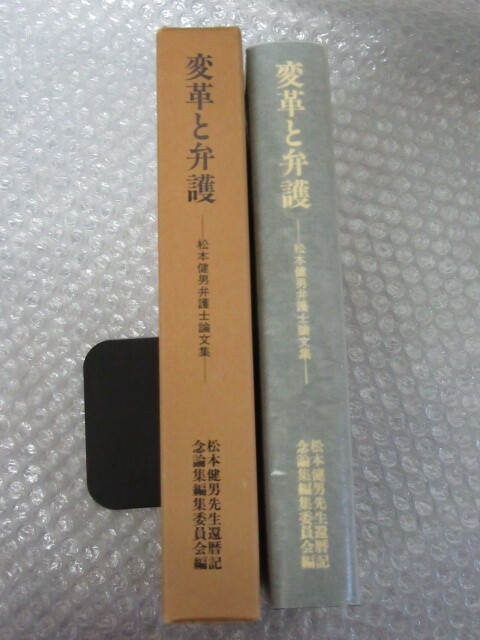 変革と弁護
―松本健男弁護士論文集―
松本健男先生還暦記
念論集編集委員会編
変革と弁護
―松本健男弁護士論文集―
松本健男先生還暦記
念論集編集委員会編